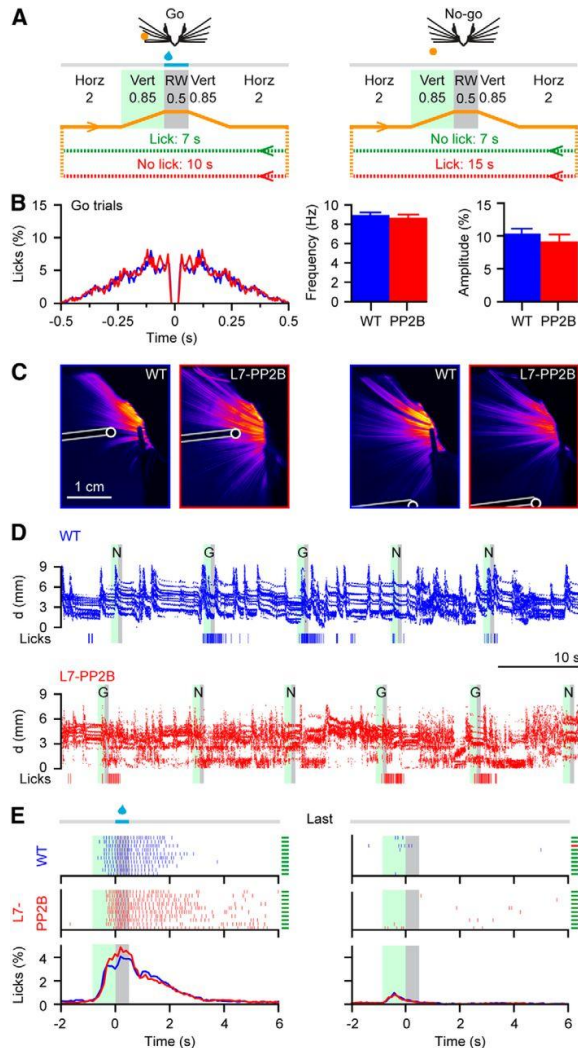 A
Go
No-go
Horz Vert RW Vert Horz
2 0.85 0.5 0.85 2
Lick: 7 s
No lick: 10 s
Horz Vert RW Vert Horz
2 0.85 0.5 0.85 2
No lick: 7 s
Lick: 15 s
B
Go trials
Licks (%)
15
10
5
0
-0.5 -0.25 0 0.25 0.5
Time (s)
Frequency (Hz)
10
8
6
4
2
0
WT PP2B
Amplitude (%)
15
10
5
0
WT PP2B
C
WT
L7-PP2B
WT
L7-PP2B
1 cm
D
WT
N G G N N
d (mm)
9
6
3
0
Licks
10 s
L7-PP2B
G N N G G N
d (mm)
9
6
3
0
Licks
E
Last
WT
L7-
PP2B
Licks (%)
4
2
0
-2 0 2 4 6
Time (s)
-2 0 2 4 6
Time (s)